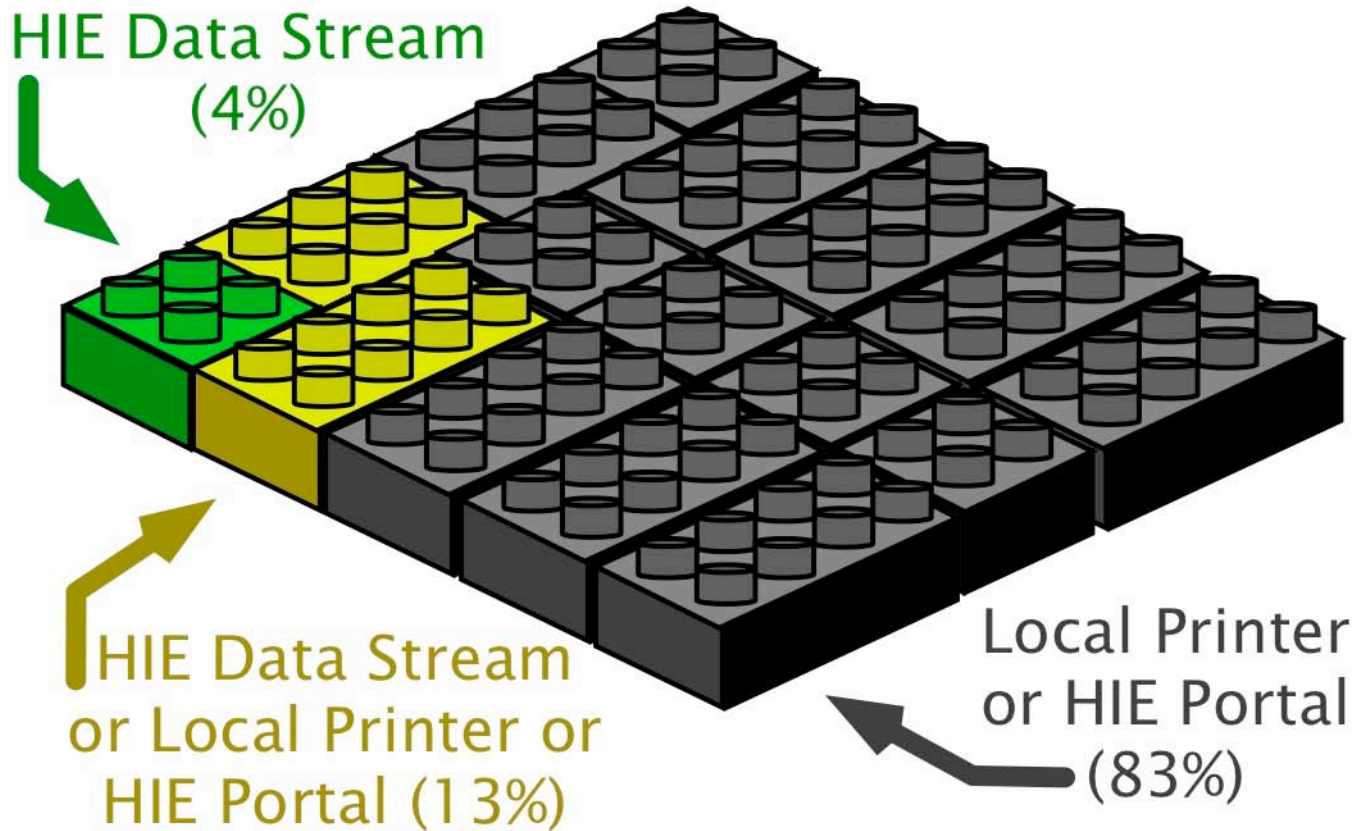 HIE Data Stream
(4%)
HIE Data Stream
or Local Printer or
HIE Portal (13%)
Local Printer
or HIE Portal
(83%)